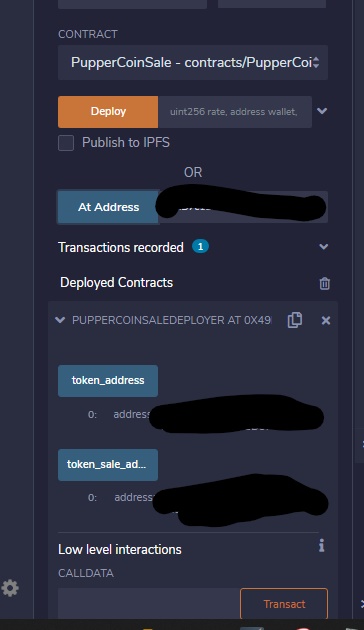 CONTRACT
PupperCoinSale - contracts/PupperCoi
Deploy uint256 rate, address wallet,
Publish to IPFS
OR
At Address
Transactions recorded 1
Deployed Contracts
PUPPERCOINSALEDEPLOYER AT 0X49
token_address
0: address
token_sale_ad...
0: address
Low level interactions
CALLDATA
Transact